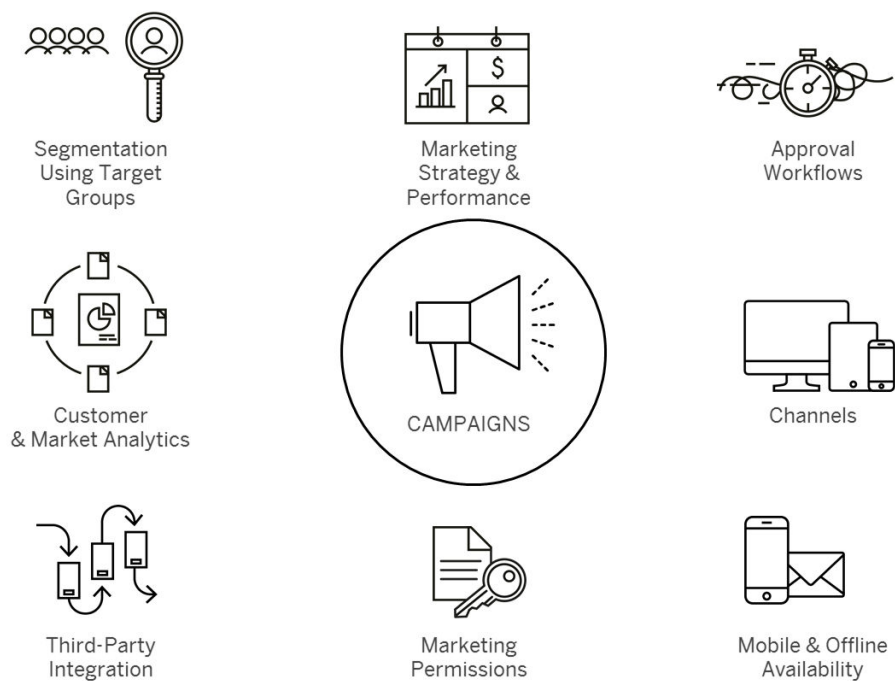 Segmentation
Using Target
Groups
Marketing
Strategy &
Performance
$
Approval
Workflows
Customer
& Market Analytics
CAMPAIGNS
Channels
Third-Party
Integration
Marketing
Permissions
Mobile & Offline
Availability